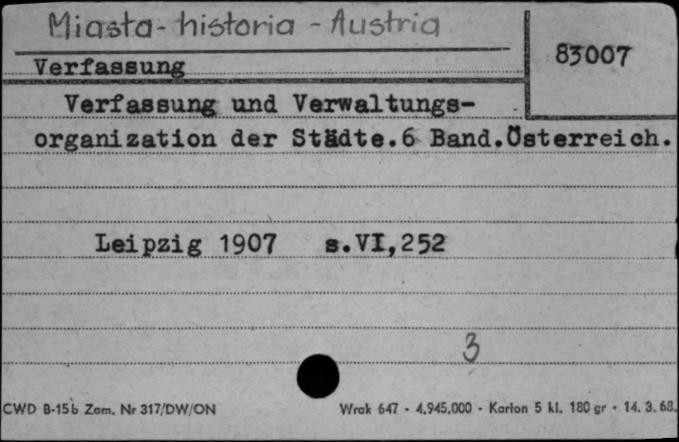 Miasta - historia - Austria
83007
Verfassung
Verfassung und Verwaltungs-
organization der Städte.6 Band.Österreich.
Leipzig 1907 s.VI,252
3
CWD B-15b Zam. Nr 317/DW/ON Wrak 647 - 4.945.000 - Karton 5 kl. 180 gr - 14. 3. 68.